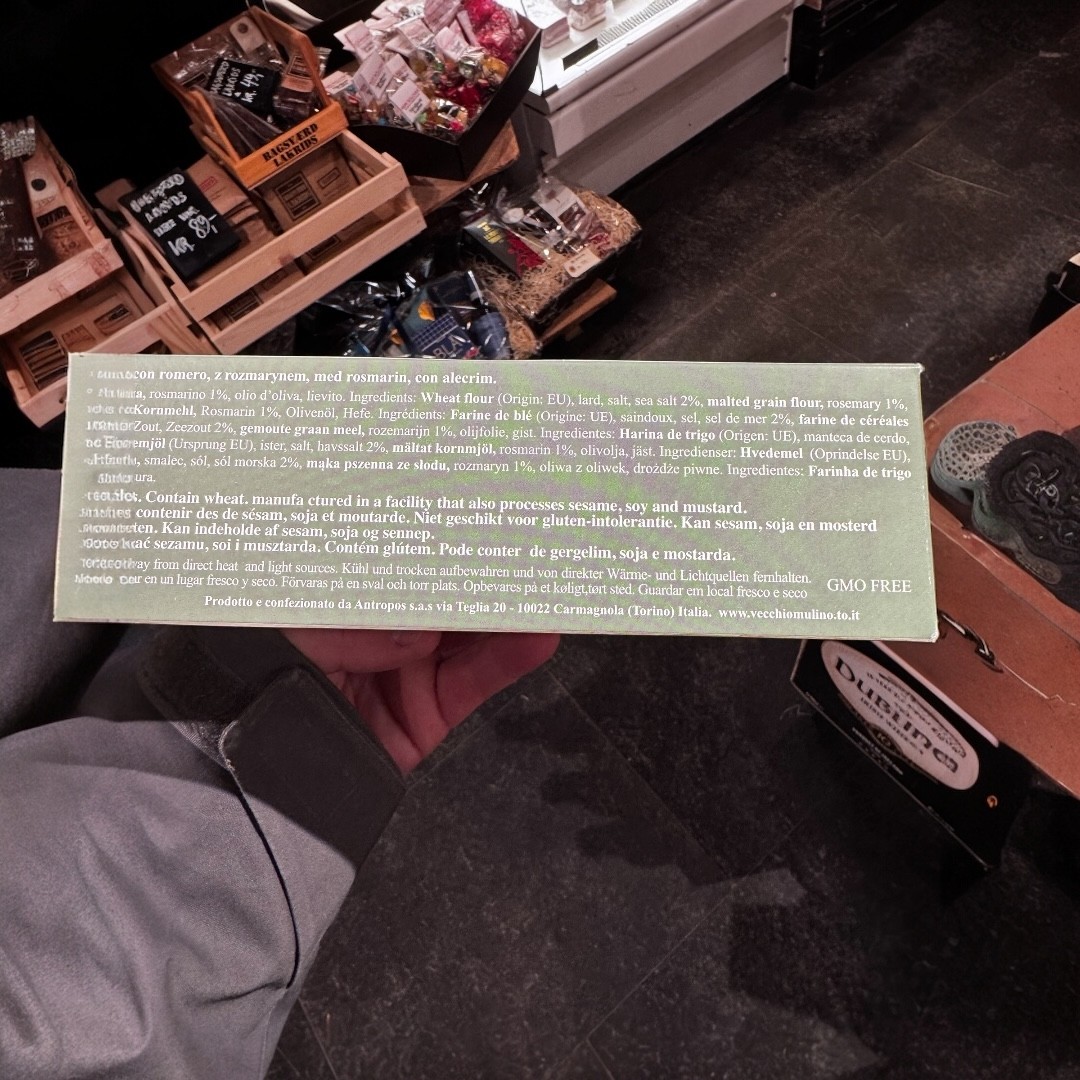 BAGSVÆRD
LAKRIDS
KR. 89,-
con romero, z rozmarynem, med rosmarin, con alecrim.
rosmarino 1%, olio d'oliva, lievito. Ingredients: Wheat flour (Origin: EU), lard, salt, sea salt 2%, malted grain flour, rosemary 1%,
Kornmehl, Rosmarin 1%, Olivenöl, Hefe. Ingrédients: Farine de blé (Origine: UE), saindoux, sel, sel de mer 2%, farine de céréales
Zout, Zeezout 2%, gemoute graan meel, rozemarijn 1%, olijfolie, gist. Ingredientes: Harina de trigo (Origen: UE), manteca de cerdo,
(Ursprung EU), ister, salt, havssalt 2%, mältat kornmjöl, rosmarin 1%, olivolja, jäst. Ingredienser: Hvedemel (Oprindelse EU),
smalec, sól, sól morska 2%, mąka pszenna ze słodu, rozmaryn 1%, oliwa z oliwek, drożdże piwne. Ingredientes: Farinha de trigo
ura.
Contain wheat. manufa ctured in a facility that also processes sesame, soy and mustard.
contenir des de sésam, soja et moutarde. Niet geschikt voor gluten-intolerantie. Kan sesam, soja en mosterd
Kan indeholde af sesam, soja og sennep.
sezamu, soi i musztarda. Contém glútem. Pode conter de gergelim, soja e mostarda.
away from direct heat and light sources. Kühl und trocken aufbewahren und von direkter Wärme- und Lichtquellen fernhalten.
en un lugar fresco y seco. Förvaras på en sval och torr plats. Opbevares på et køligt,tørt sted. Guardar em local fresco e seco
GMO FREE
Prodotto e confezionato da Antropos s.a.s via Teglia 20 - 10022 Carmagnola (Torino) Italia. www.vecchiomulino.to.it
DUBLINER